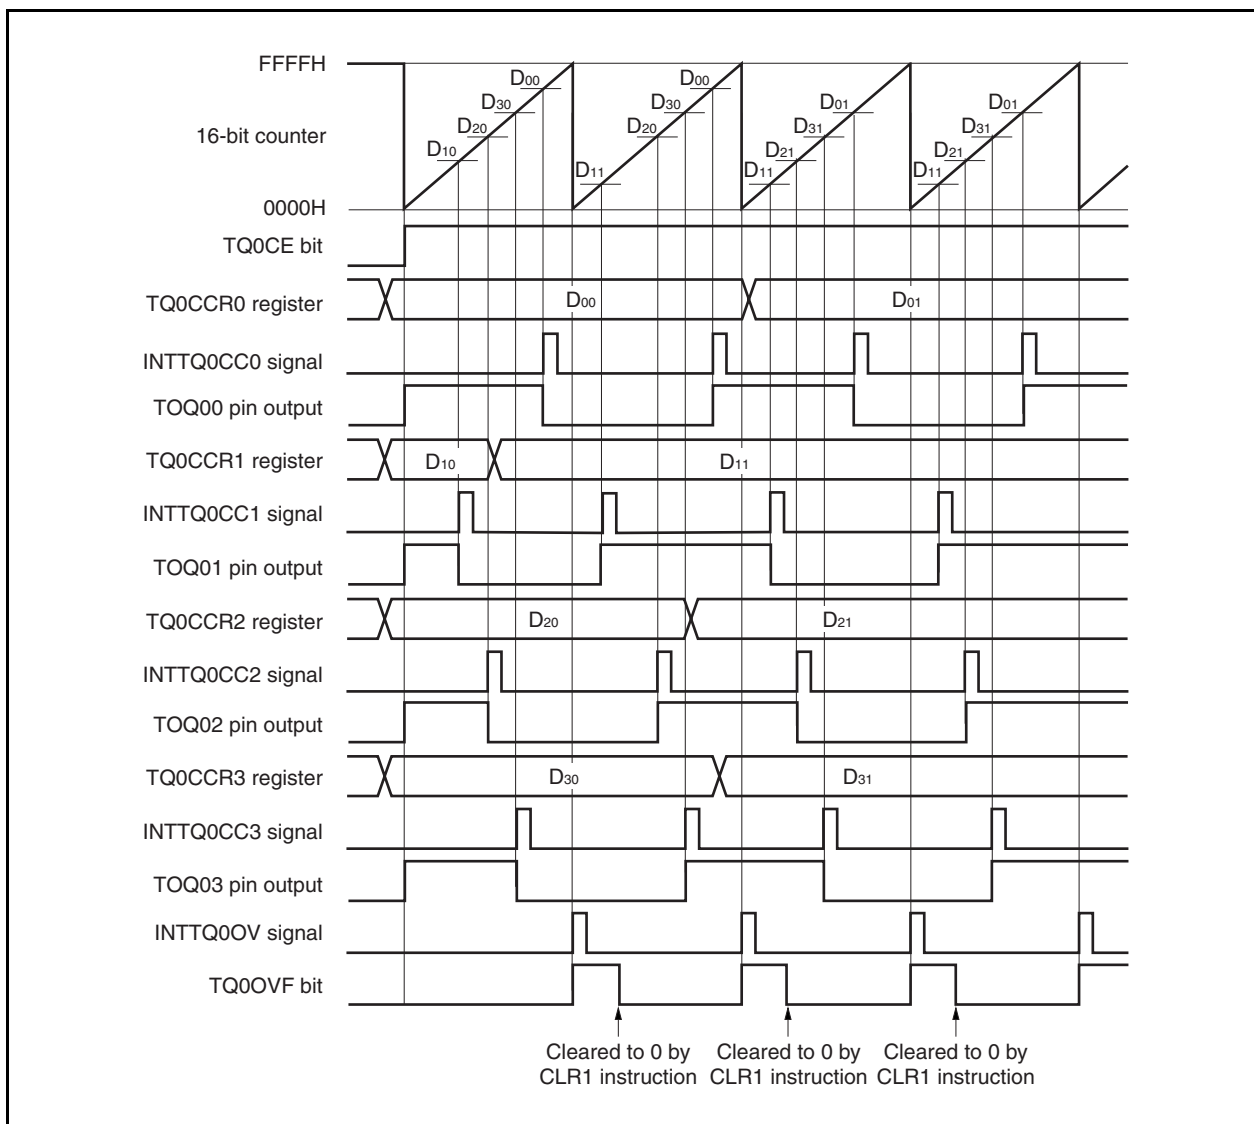 FFFFH
D00 D00
D30 D30 D01 D01
16-bit counter
D20 D20 D31 D31
D10 D21 D21
D11 D11 D11
0000H
TQ0CE bit
TQ0CCR0 register D00 D01
INTTQ0CC0 signal
TOQ00 pin output
TQ0CCR1 register D10 D11
INTTQ0CC1 signal
TOQ01 pin output
TQ0CCR2 register D20 D21
INTTQ0CC2 signal
TOQ02 pin output
TQ0CCR3 register D30 D31
INTTQ0CC3 signal
TOQ03 pin output
INTTQ0OV signal
TQ0OVF bit
Cleared to 0 by
CLR1 instruction
Cleared to 0 by
CLR1 instruction
Cleared to 0 by
CLR1 instruction